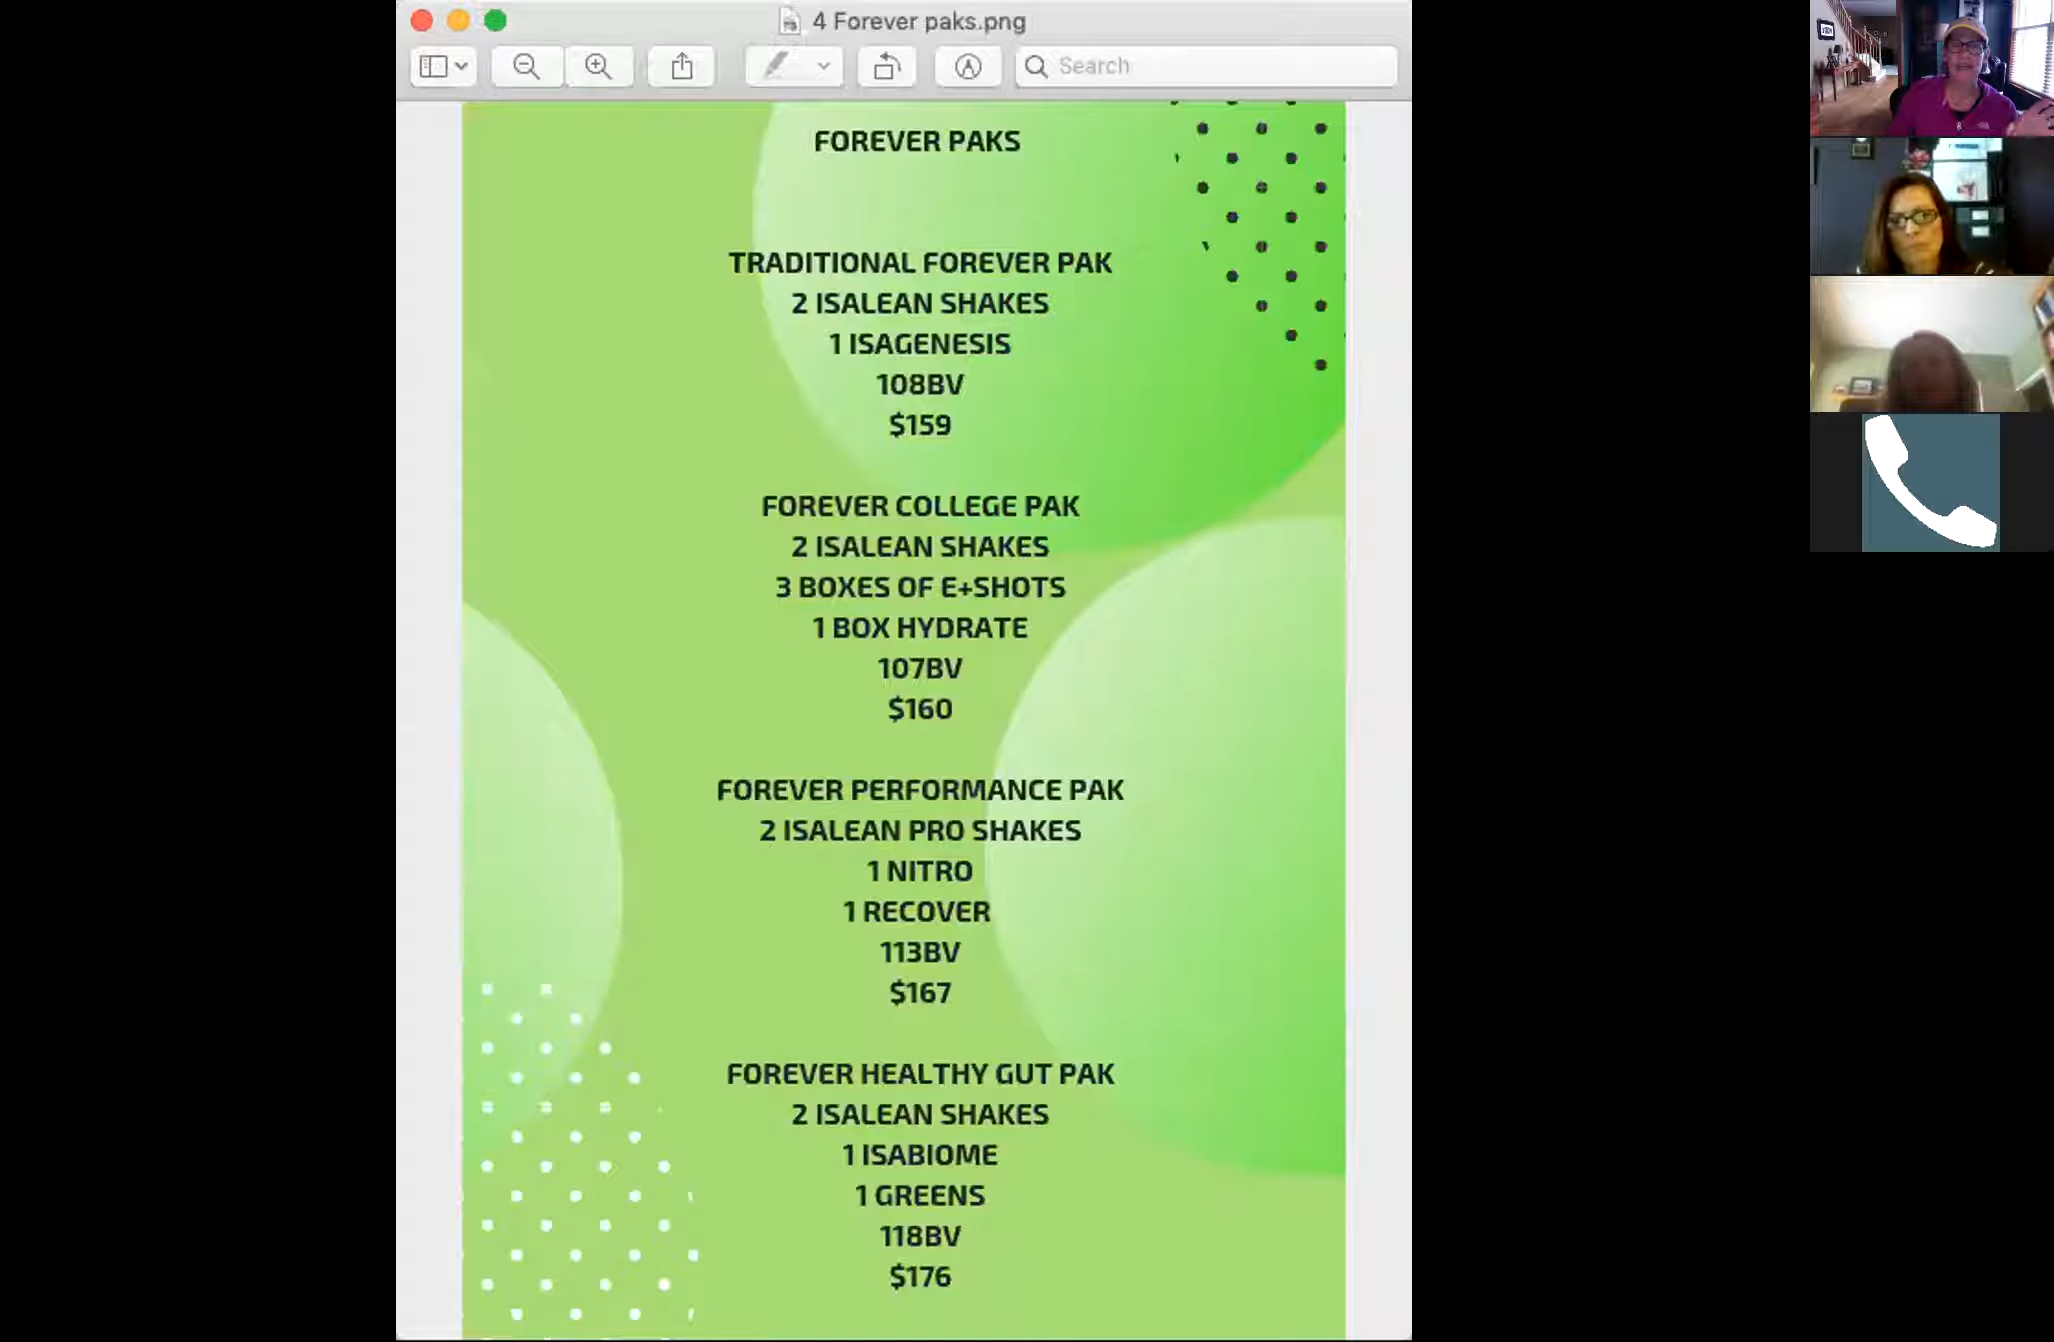 4 Forever paks.png
Search
FOREVER PAKS
TRADITIONAL FOREVER PAK
2 ISALEAN SHAKES
1 ISAGENESIS
108BV
$159
FOREVER COLLEGE PAK
2 ISALEAN SHAKES
3 BOXES OF E+SHOTS
1 BOX HYDRATE
107BV
$160
FOREVER PERFORMANCE PAK
2 ISALEAN PRO SHAKES
1 NITRO
1 RECOVER
113BV
$167
FOREVER HEALTHY GUT PAK
2 ISALEAN SHAKES
1 ISABIOME
1 GREENS
118BV
$176